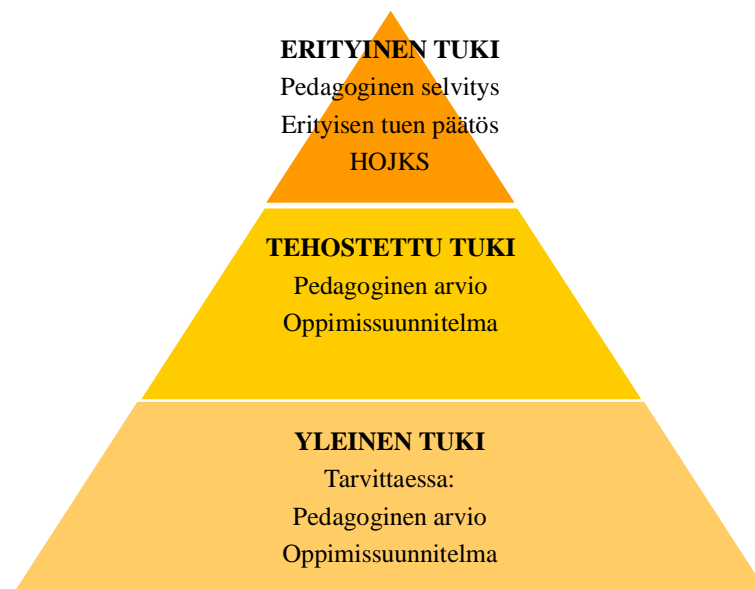 ERITYINEN TUKI
Pedagoginen selvitys
Erityisen tuen päätös
HOJKS
TEHOSTETTU TUKI
Pedagoginen arvio
Oppimissuunnitelma
YLEINEN TUKI
Tarvittaessa:
Pedagoginen arvio
Oppimissuunnitelma